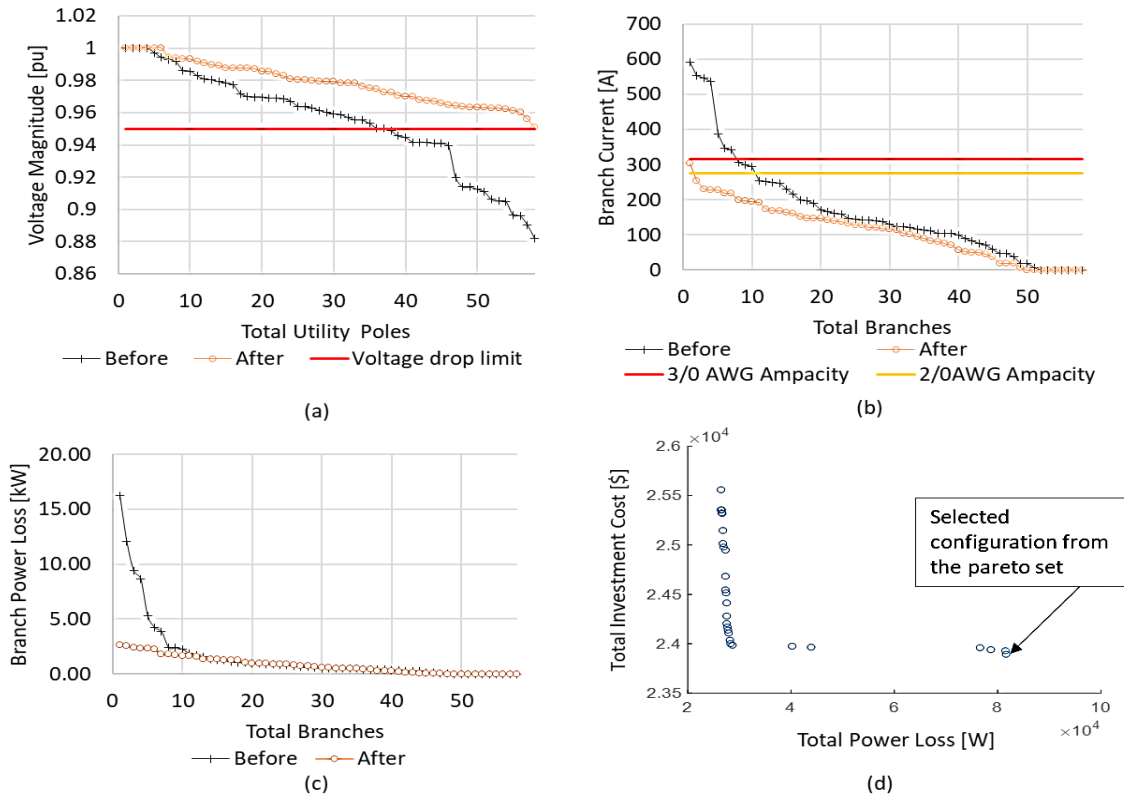 1.02
1
0.98
0.96
0.94
0.92
0.9
0.88
0.86
Voltage Magnitude [pu]
0 10 20 30 40 50
Total Utility Poles
Before After Voltage drop limit
(a)
700
600
500
400
300
200
100
0
Branch Current [A]
0 10 20 30 40 50
Total Branches
Before After
3/0 AWG Ampacity 2/0AWG Ampacity
(b)
20.00
15.00
10.00
5.00
0.00
Branch Power Loss [kW]
0 10 20 30 40 50
Total Branches
Before After
(c)
×10⁴
2.6
2.55
2.5
2.45
2.4
2.35
Total Investment Cost [$]
Selected
configuration from
the pareto set
2 4 6 8 10
×10⁴
Total Power Loss [W]
(d)